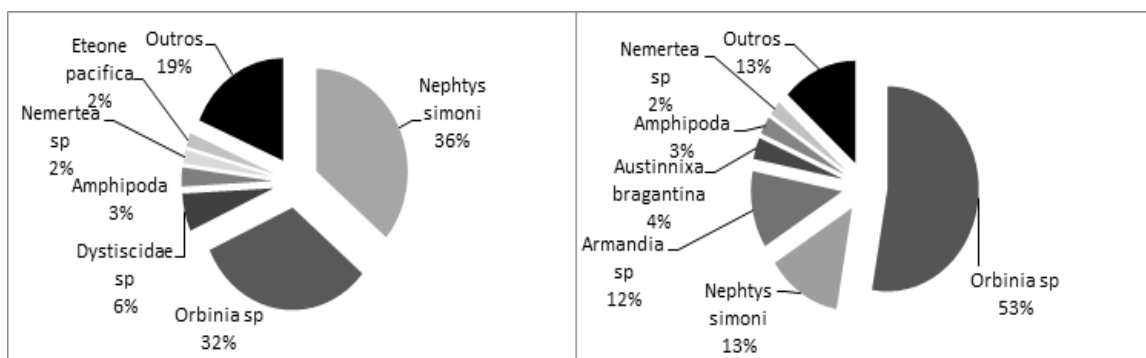 Eteone
pacifica
2%
Outros
19%
Nephtys
simoni
36%
Nemertea
sp
2%
Amphipoda
3%
Dystiscidae
sp
6%
Orbinia sp
32%
Nemertea
sp
2%
Outros
13%
Amphipoda
3%
Austinnixa
bragantina
4%
Armandia
sp
12%
Nephtys
simoni
13%
Orbinia sp
53%